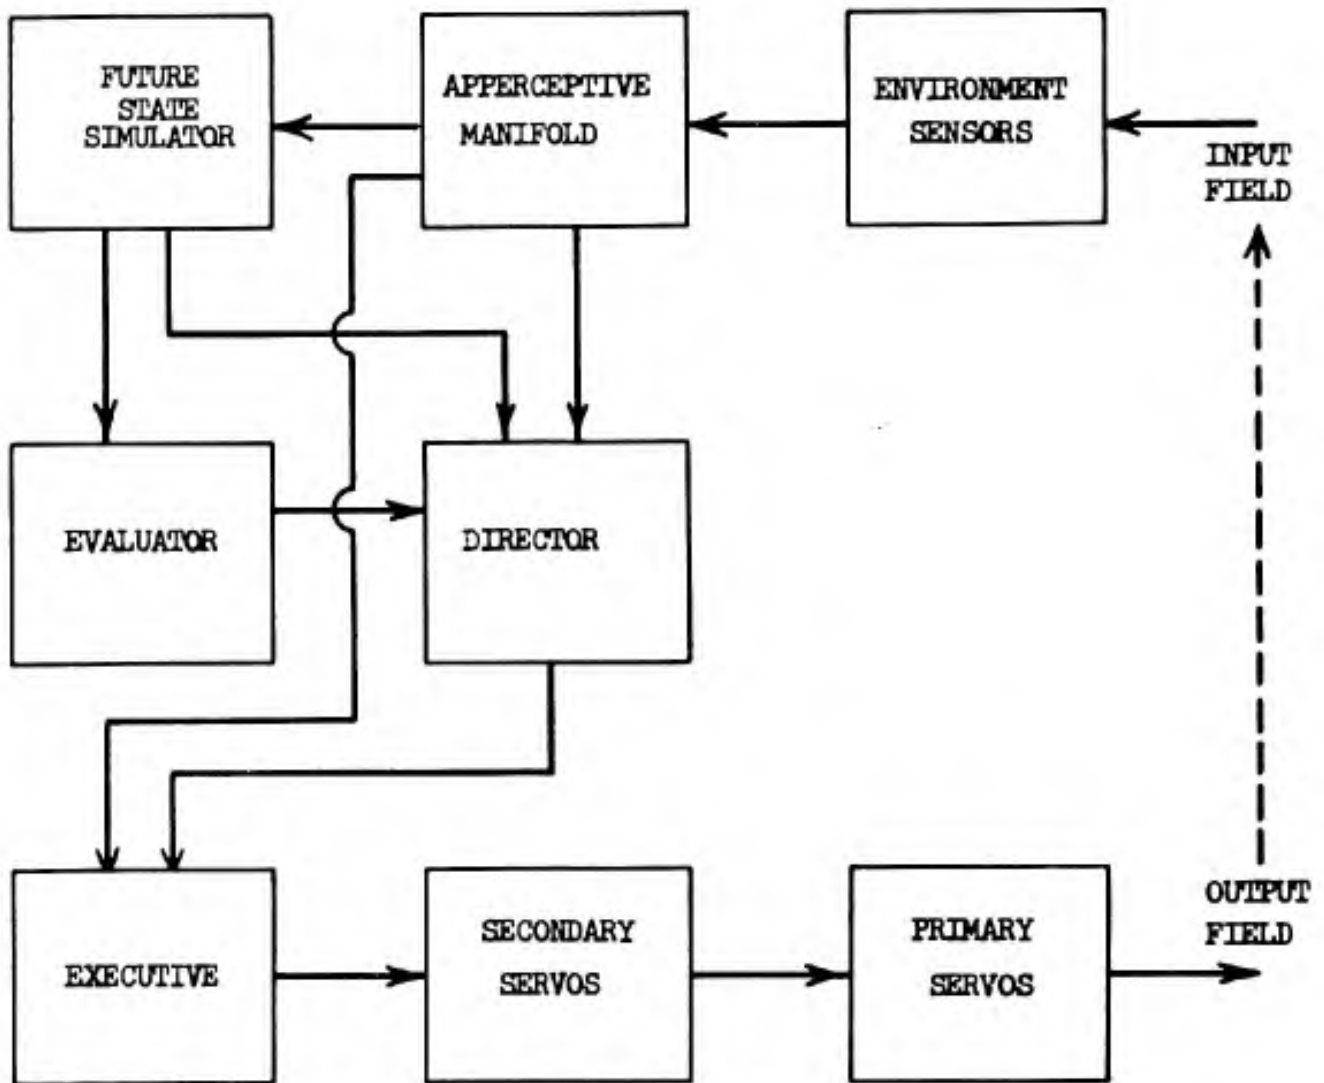 FUTURE
STATE
SIMULATOR
APPERCEPTIVE
MANIFOLD
ENVIRONMENT
SENSORS
INPUT
FIELD
EVALUATOR
DIRECTOR
EXECUTIVE
SECONDARY
SERVOS
PRIMARY
SERVOS
OUTPUT
FIELD